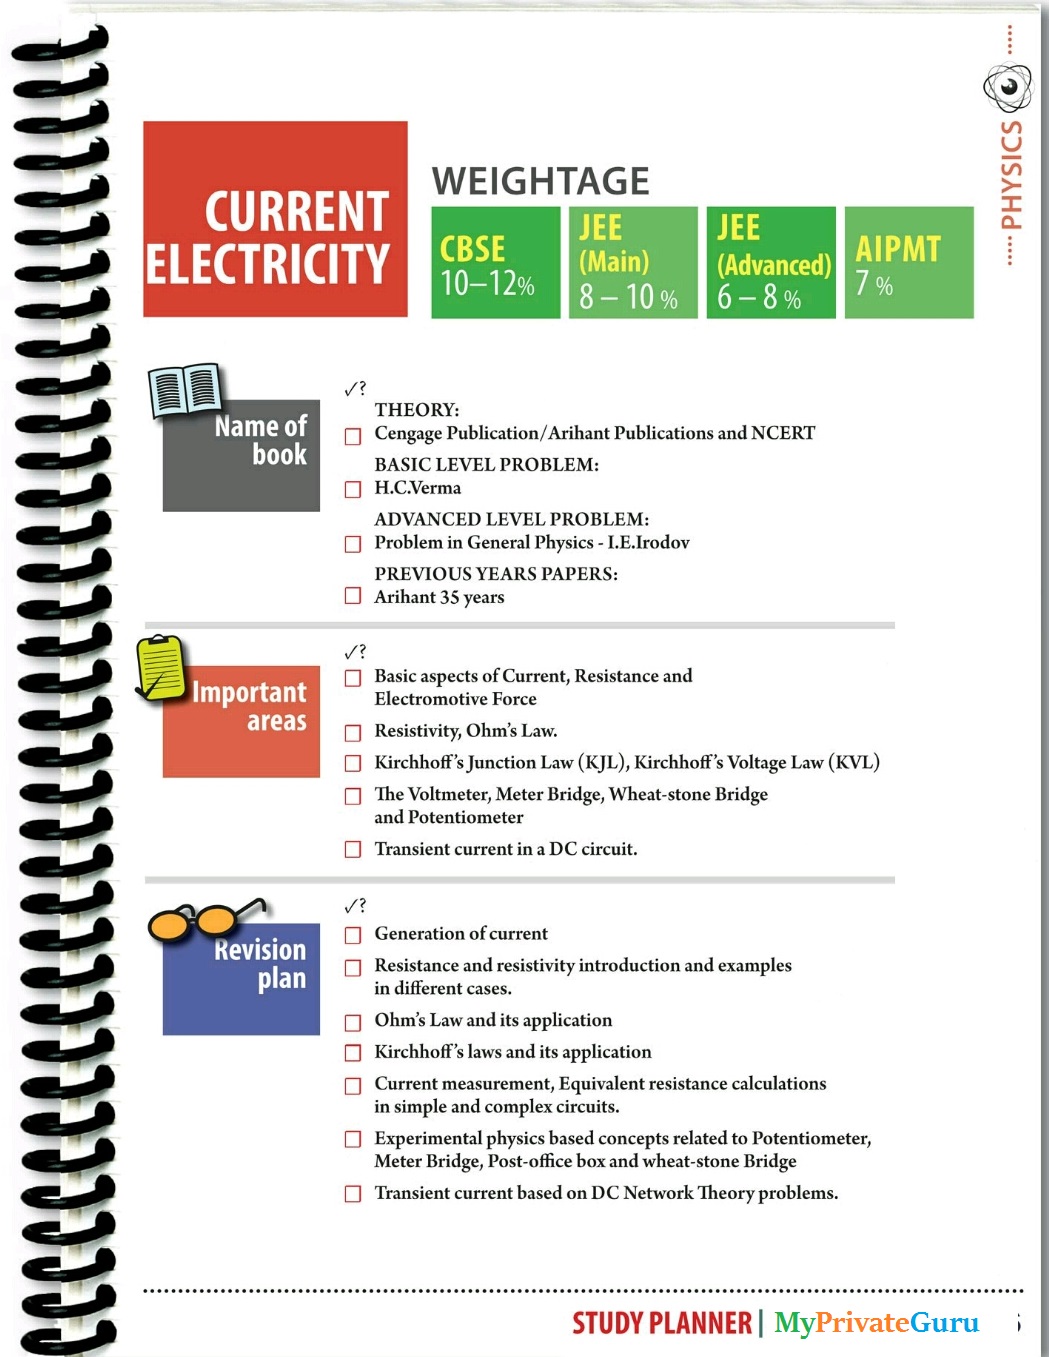 PHYSICS
CURRENT
ELECTRICITY
WEIGHTAGE
CBSE
10–12%
JEE
(Main)
8 – 10 %
JEE
(Advanced)
6 – 8 %
AIPMT
7 %
Name of
book
✓?
THEORY:
Cengage Publication/Arihant Publications and NCERT
BASIC LEVEL PROBLEM:
H.C.Verma
ADVANCED LEVEL PROBLEM:
Problem in General Physics - I.E.Irodov
PREVIOUS YEARS PAPERS:
Arihant 35 years
Important
areas
✓?
Basic aspects of Current, Resistance and
Electromotive Force
Resistivity, Ohm's Law.
Kirchhoff's Junction Law (KJL), Kirchhoff's Voltage Law (KVL)
The Voltmeter, Meter Bridge, Wheat-stone Bridge
and Potentiometer
Transient current in a DC circuit.
Revision
plan
✓?
Generation of current
Resistance and resistivity introduction and examples
in different cases.
Ohm's Law and its application
Kirchhoff's laws and its application
Current measurement, Equivalent resistance calculations
in simple and complex circuits.
Experimental physics based concepts related to Potentiometer,
Meter Bridge, Post-office box and wheat-stone Bridge
Transient current based on DC Network Theory problems.
STUDY PLANNER | MyPrivateGuru